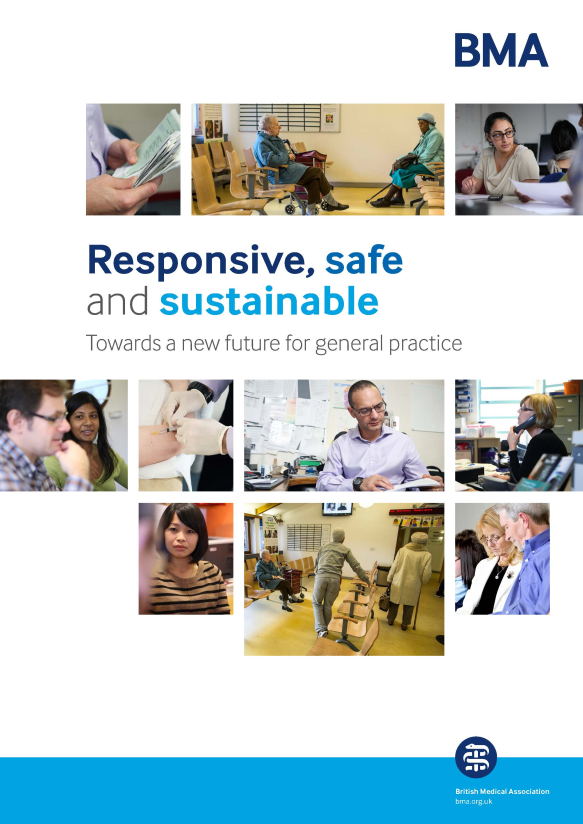 BMA
Responsive, safe
and sustainable
Towards a new future for general practice
British Medical Association
bma.org.uk